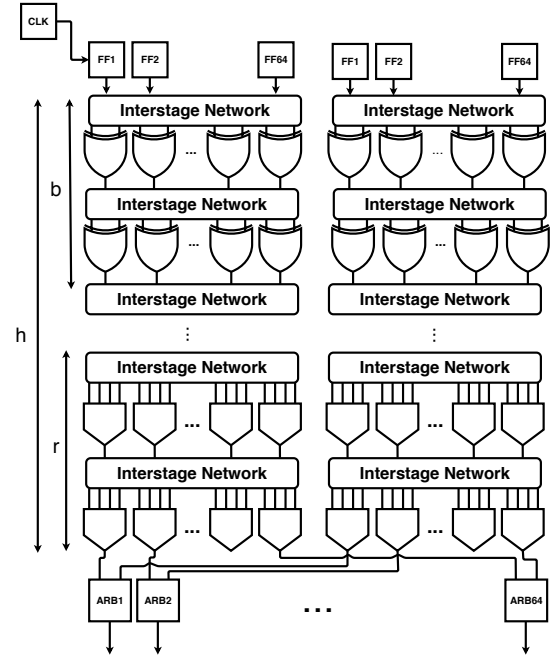 CLK
FF1 FF2 FF64 FF1 FF2 FF64
Interstage Network Interstage Network
... ...
b
Interstage Network Interstage Network
... ...
Interstage Network Interstage Network
h
⋮ ⋮
Interstage Network Interstage Network
... ...
r
Interstage Network Interstage Network
... ...
ARB1 ARB2 ... ARB64